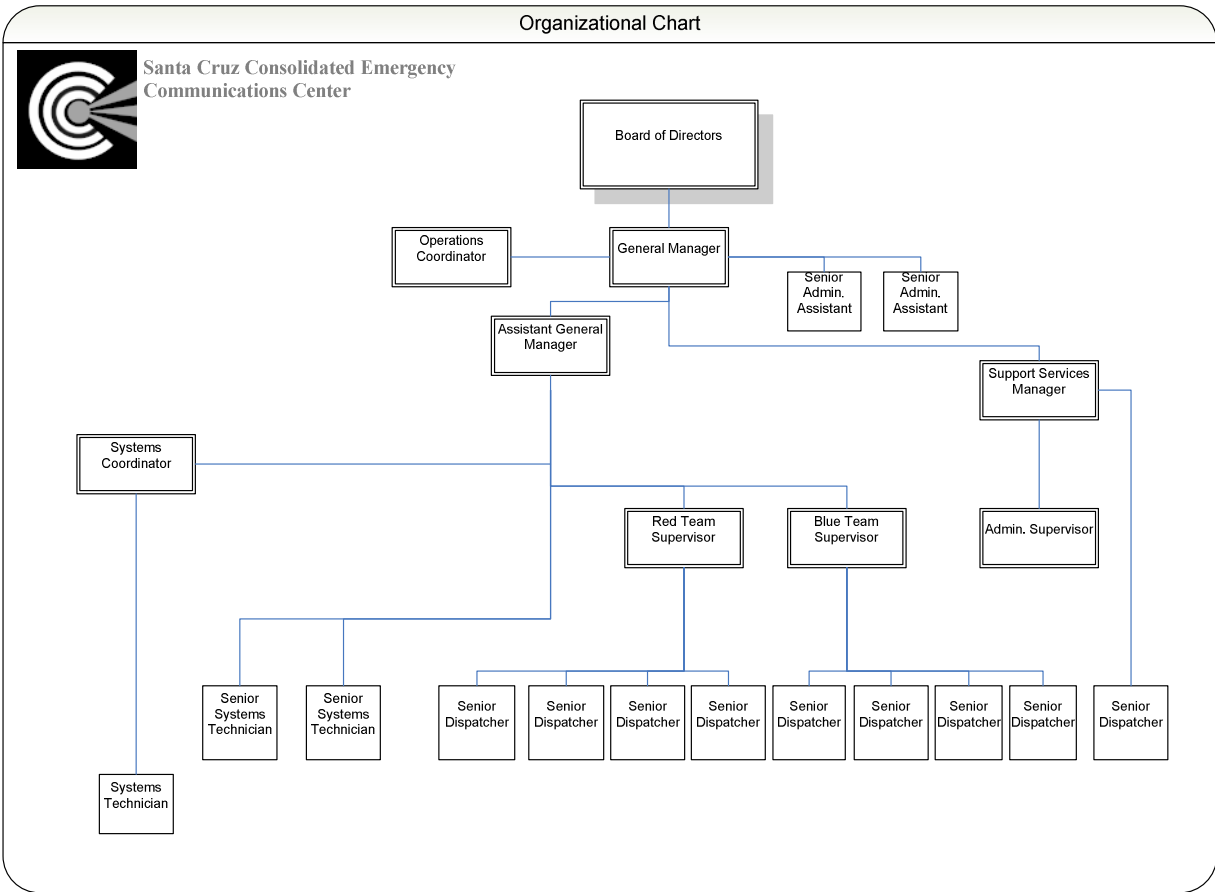 Organizational Chart
Santa Cruz Consolidated Emergency
Communications Center
Board of Directors
Operations
Coordinator
General Manager
Senior
Admin.
Assistant
Senior
Admin.
Assistant
Assistant General
Manager
Support Services
Manager
Systems
Coordinator
Red Team
Supervisor
Blue Team
Supervisor
Admin. Supervisor
Senior
Systems
Technician
Senior
Systems
Technician
Senior
Dispatcher
Senior
Dispatcher
Senior
Dispatcher
Senior
Dispatcher
Senior
Dispatcher
Senior
Dispatcher
Senior
Dispatcher
Senior
Dispatcher
Senior
Dispatcher
Systems
Technician